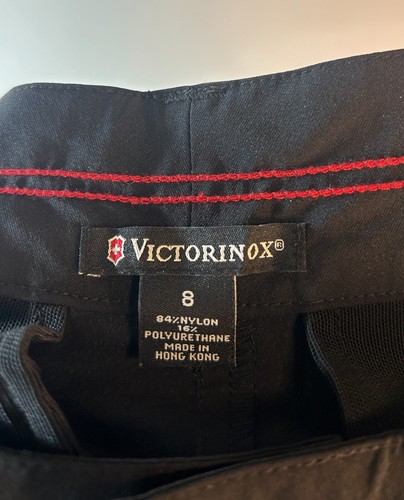 VICTORINOX®
8
84%NYLON
16%
POLYURETHANE
MADE IN
HONG KONG